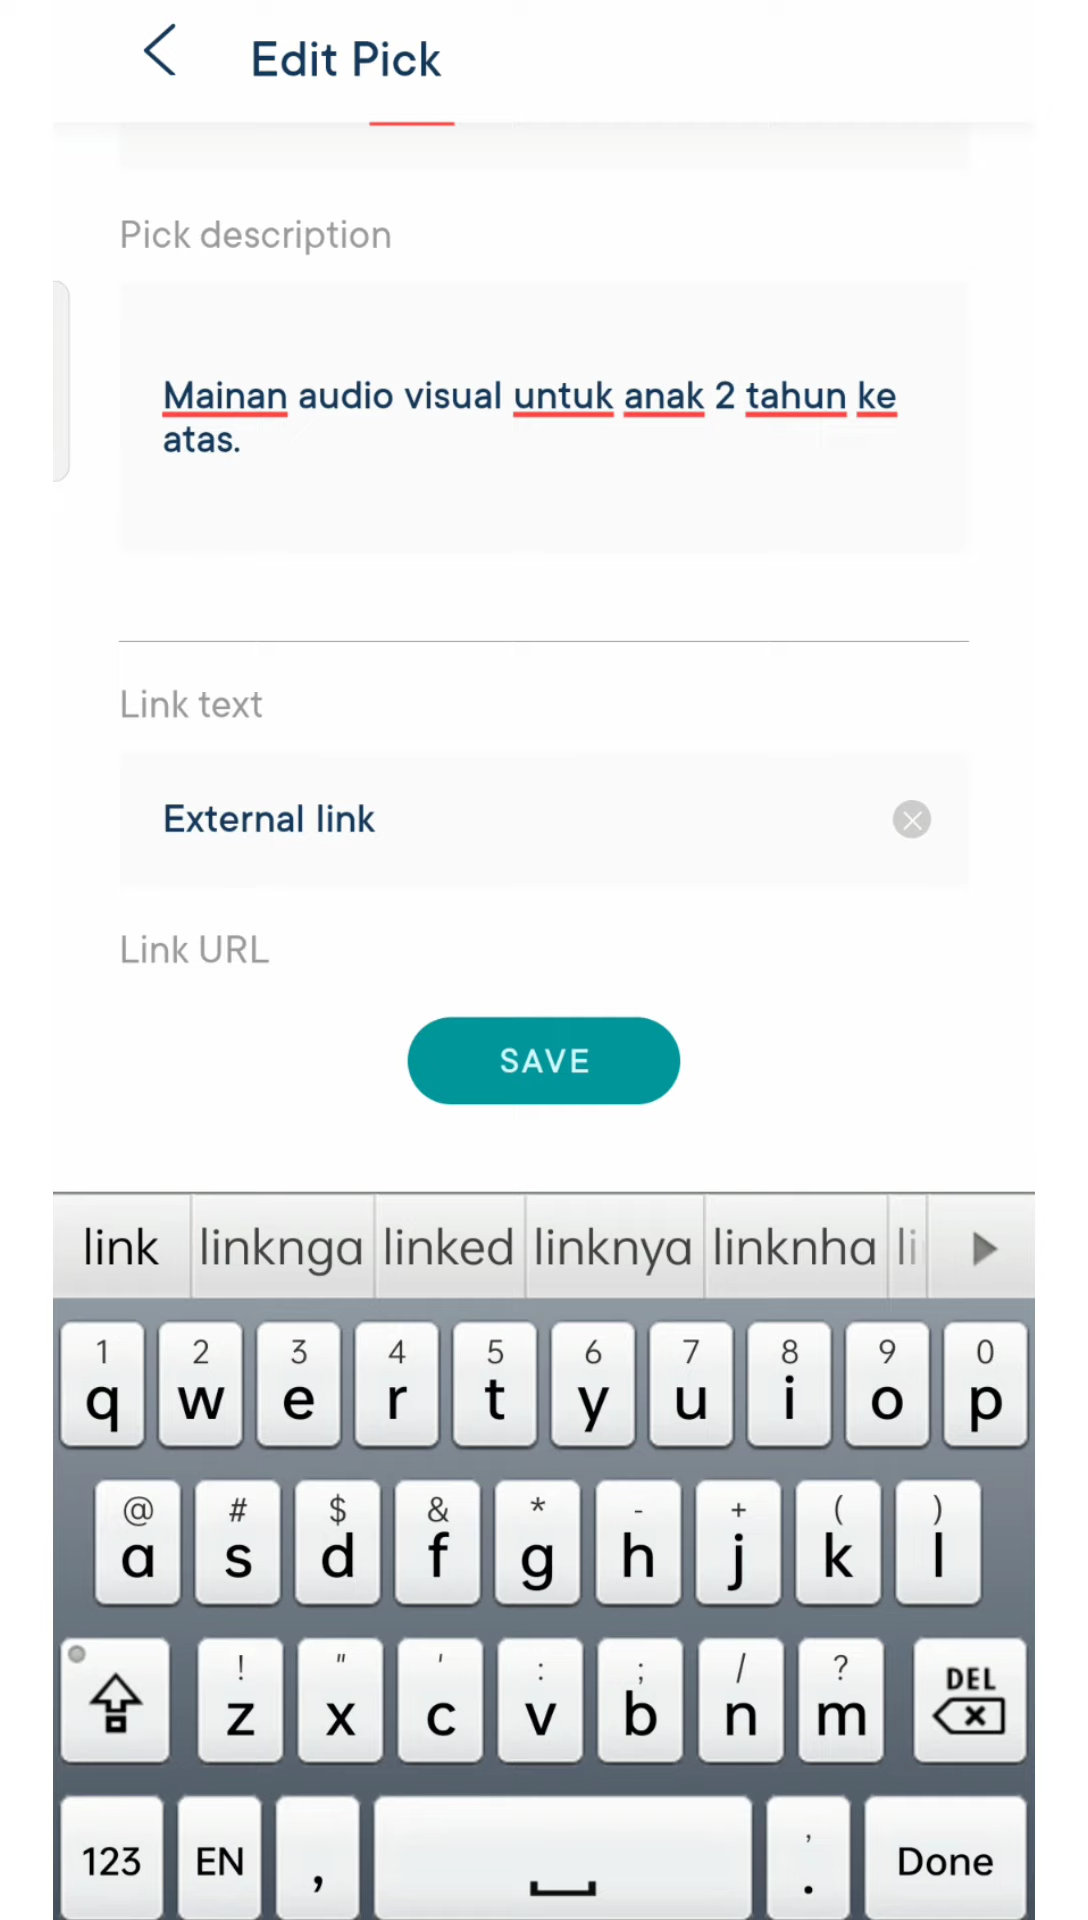 Edit Pick
Pick description
Mainan audio visual untuk anak 2 tahun ke
atas.
Link text
External link
Link URL
SAVE
link linknga linked linknya linknha li
1 2 3 4 5 6 7 8 9 0
q w e r t y u i o p
@ # $ & * - + ( )
a s d f g h j k l
! " ' : ; / ? DEL
z x c v b n m
123 EN , , . Done